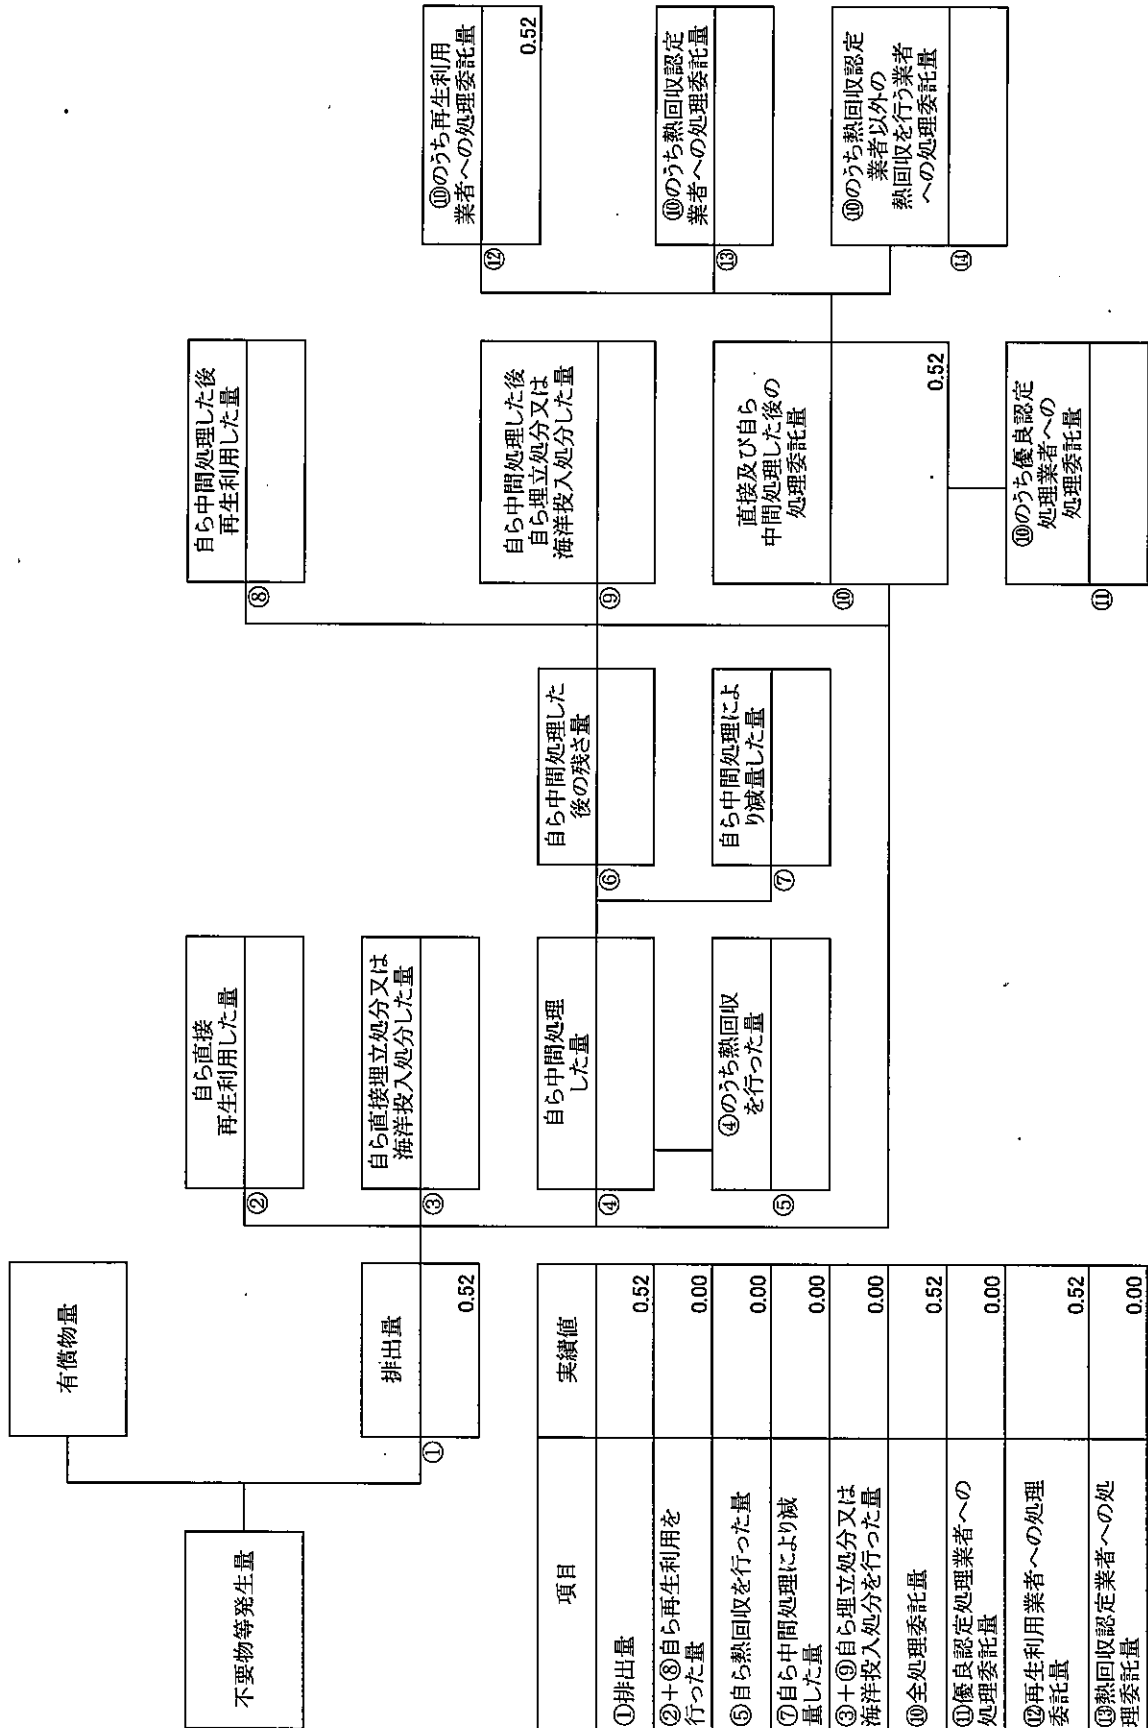 有償物量
不要物等発生量
排出量
①
0.52
自ら直接
再生利用した量
②
自ら直接埋立処分又は
海洋投入処分した量
③
自ら中間処理
した量
④
④のうち熱回収
を行った量
⑤
自ら中間処理した
後の残さ量
⑥
自ら中間処理によ
り減量した量
⑦
自ら中間処理した後
再生利用した量
⑧
自ら中間処理した後
自ら埋立処分又は
海洋投入処分した量
⑨
直接及び自ら
中間処理した後の
処理委託量
⑩
0.52
⑩のうち優良認定
処理業者への
処理委託量
⑪
⑩のうち再生利用
業者への処理委託量
⑫
0.52
⑩のうち熱回収認定
業者への処理委託量
⑬
⑩のうち熱回収認定
業者以外の
熱回収を行う業者
への処理委託量
⑭
項目 実績値
①排出量 0.52
②+⑧自ら再生利用を
行った量 0.00
⑤自ら熱回収を行った量 0.00
⑦自ら中間処理により減
量した量 0.00
③+⑨自ら埋立処分又は
海洋投入処分を行った量 0.00
⑩全処理委託量 0.52
⑪優良認定処理業者への
処理委託量 0.00
⑫再生利用業者への処理
委託量 0.52
⑬熱回収認定業者への処
理委託量 0.00